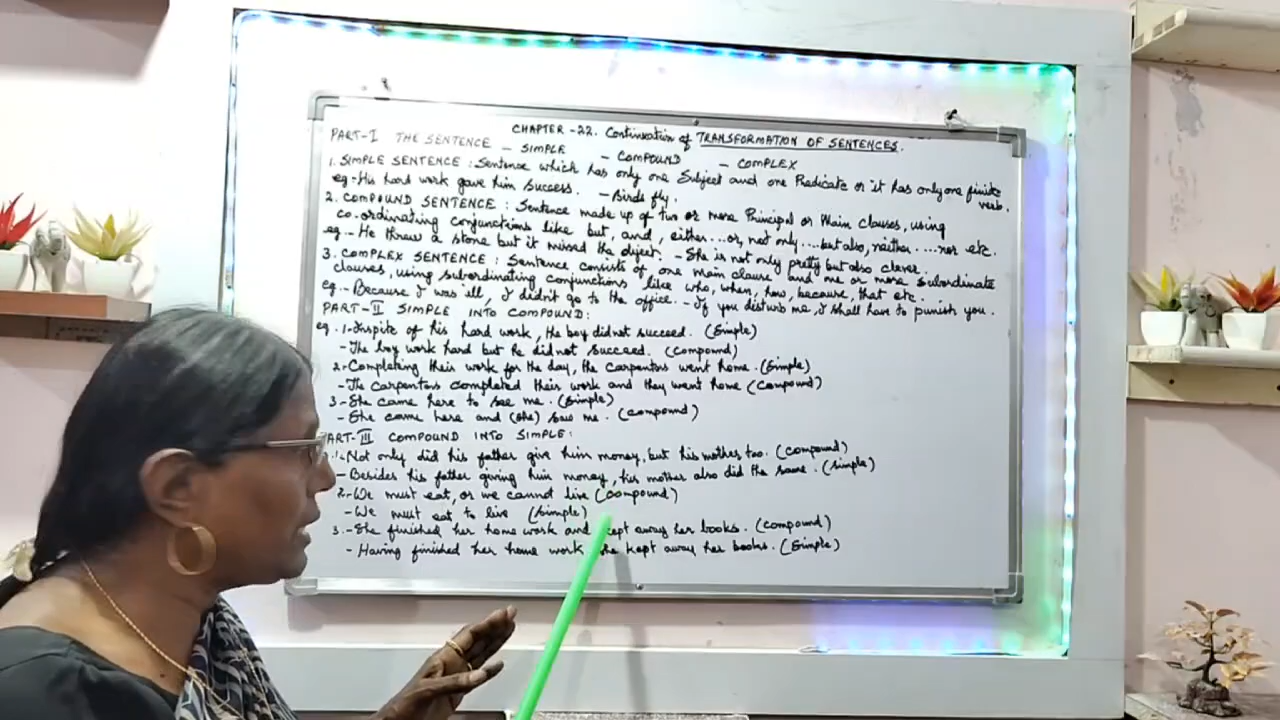 CHAPTER -22. Continuation of TRANSFORMATION OF SENTENCES.
PART-I THE SENTENCE - SIMPLE - COMPOUND - COMPLEX
1. SIMPLE SENTENCE : Sentence which has only one Subject and one Predicate or it has only one finite verb.
eg - His hard work gave him success. - Birds fly.
2. COMPOUND SENTENCE : Sentence made up of two or more Principal or Main clauses, using
co-ordinating conjunctions like but, and, either...or, not only....but also, neither ....nor etc.
eg - He threw a stone but it missed the object. - She is not only pretty but also clever.
3. COMPLEX SENTENCE : Sentence consists of one main clause and one or more subordinate
clauses, using subordinating conjunctions like who, when, how, because, that etc.
eg. - Because I was ill, I didn't go to the office. - If you disturb me, I shall have to punish you.
PART-II SIMPLE INTO COMPOUND:
eg. 1.- Inspite of his hard work, the boy did not succeed. (Simple)
- The boy work hard but he did not succeed. (compound)
2.- Completing their work for the day, the carpenters went home. (Simple)
- The carpenters completed their work and they went home (Compound)
3.- She came here to see me. (Simple)
- She came here and (she) saw me. (compound)
ART-III COMPOUND INTO SIMPLE:
1.- Not only did his father give him money, but his mother too. (compound)
- Besides his father giving him money, his mother also did the same. (Simple)
2.- We must eat, or we cannot live (compound)
- We must eat to live (Simple)
3.- She finished her home work and kept away her books. (compound)
- Having finished her home work she kept away her books. (Simple)